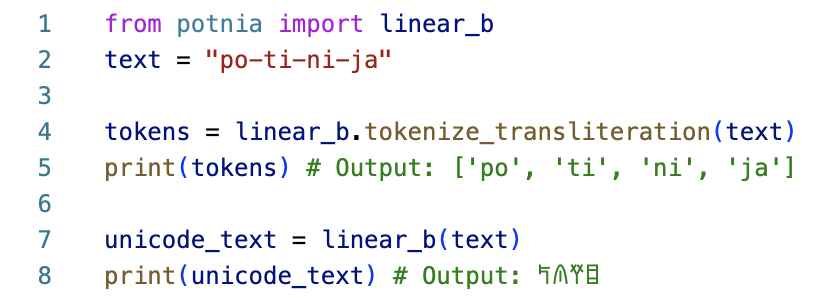 1 from potnia import linear_b
2 text = "po-ti-ni-ja"
3
4 tokens = linear_b.tokenize_transliteration(text)
5 print(tokens) # Output: ['po', 'ti', 'ni', 'ja']
6
7 unicode_text = linear_b(text)
8 print(unicode_text) # Output: 𐀡𐀴𐀛𐀊